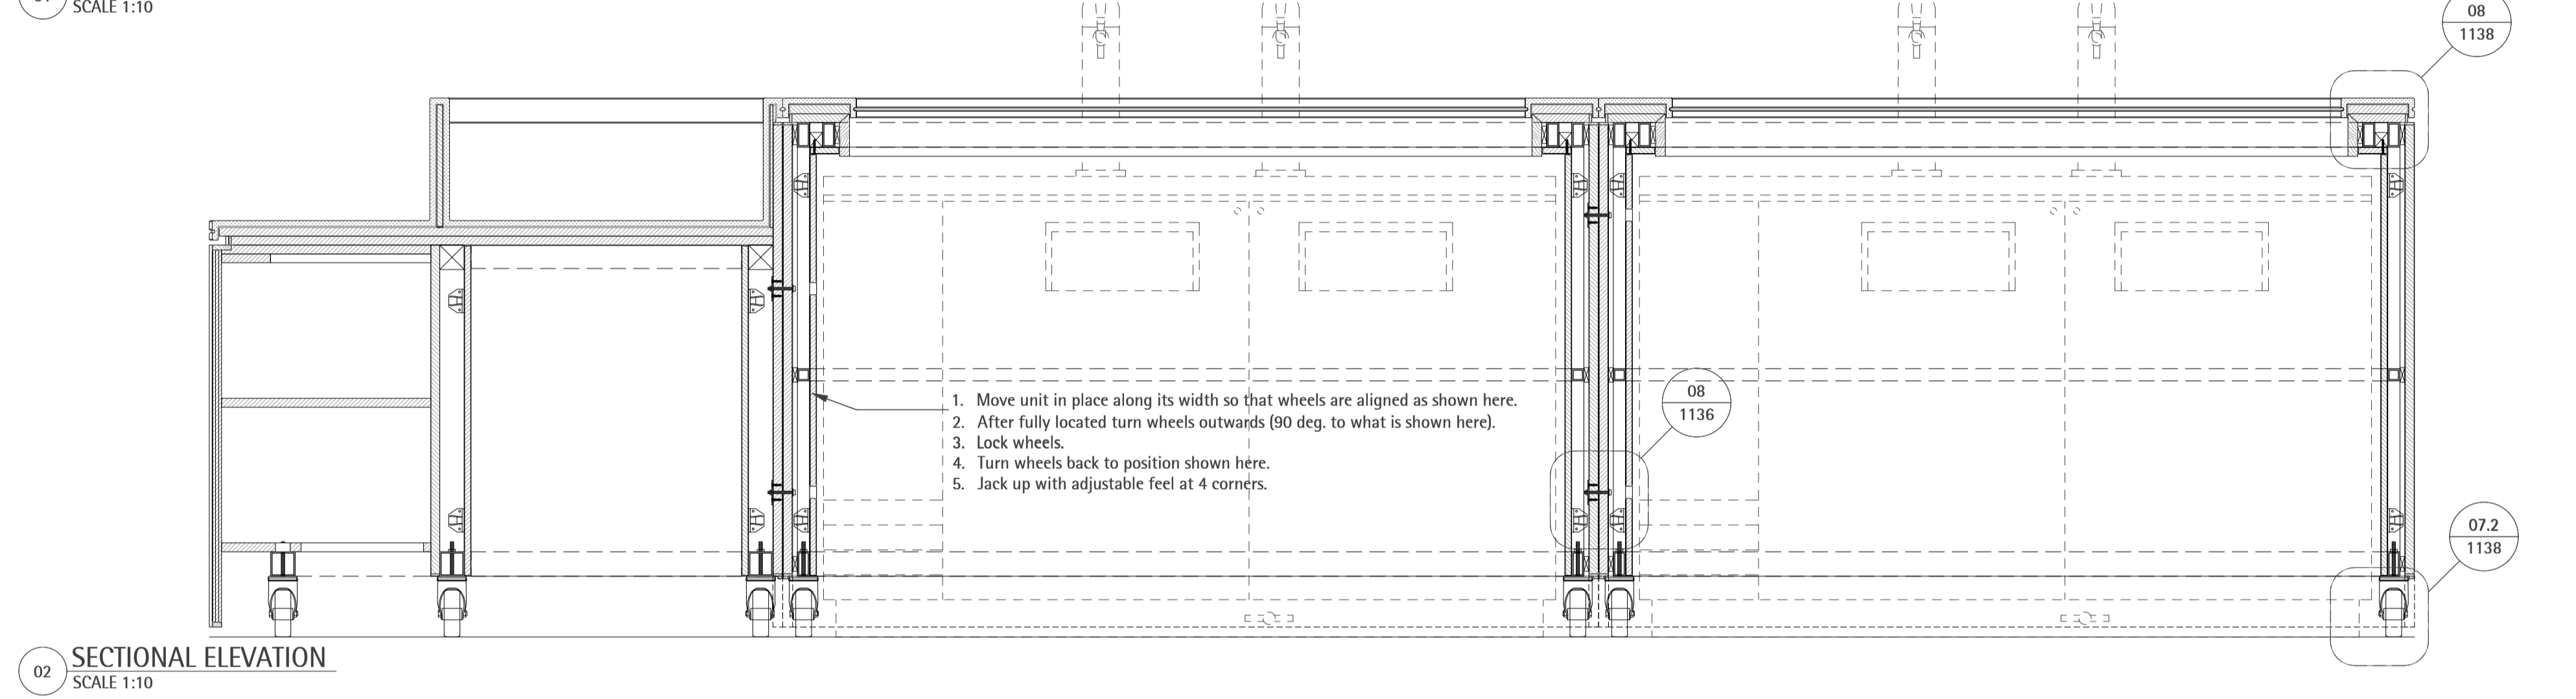 SCALE 1:10
08
1138
1. Move unit in place along its width so that wheels are aligned as shown here.
2. After fully located turn wheels outwards (90 deg. to what is shown here).
3. Lock wheels.
4. Turn wheels back to position shown here.
5. Jack up with adjustable feel at 4 corners.
08
1136
07.2
1138
02
SECTIONAL ELEVATION
SCALE 1:10